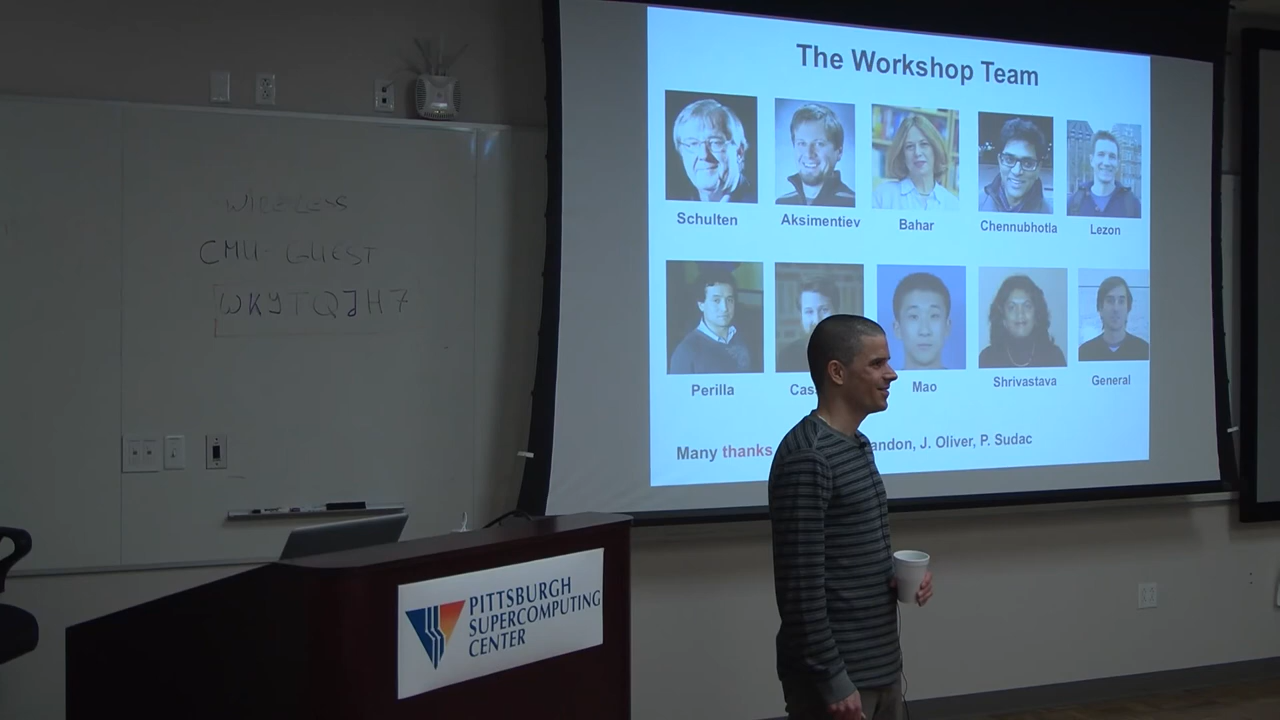 WIRELESS
CMU-GUEST
WKYTQJH7
The Workshop Team
Schulten
Aksimentiev
Bahar
Chennubhotla
Lezon
Perilla
Mao
Shrivastava
General
Many thanks
J. Oliver, P. Sudac
PITTSBURGH
SUPERCOMPUTING
CENTER